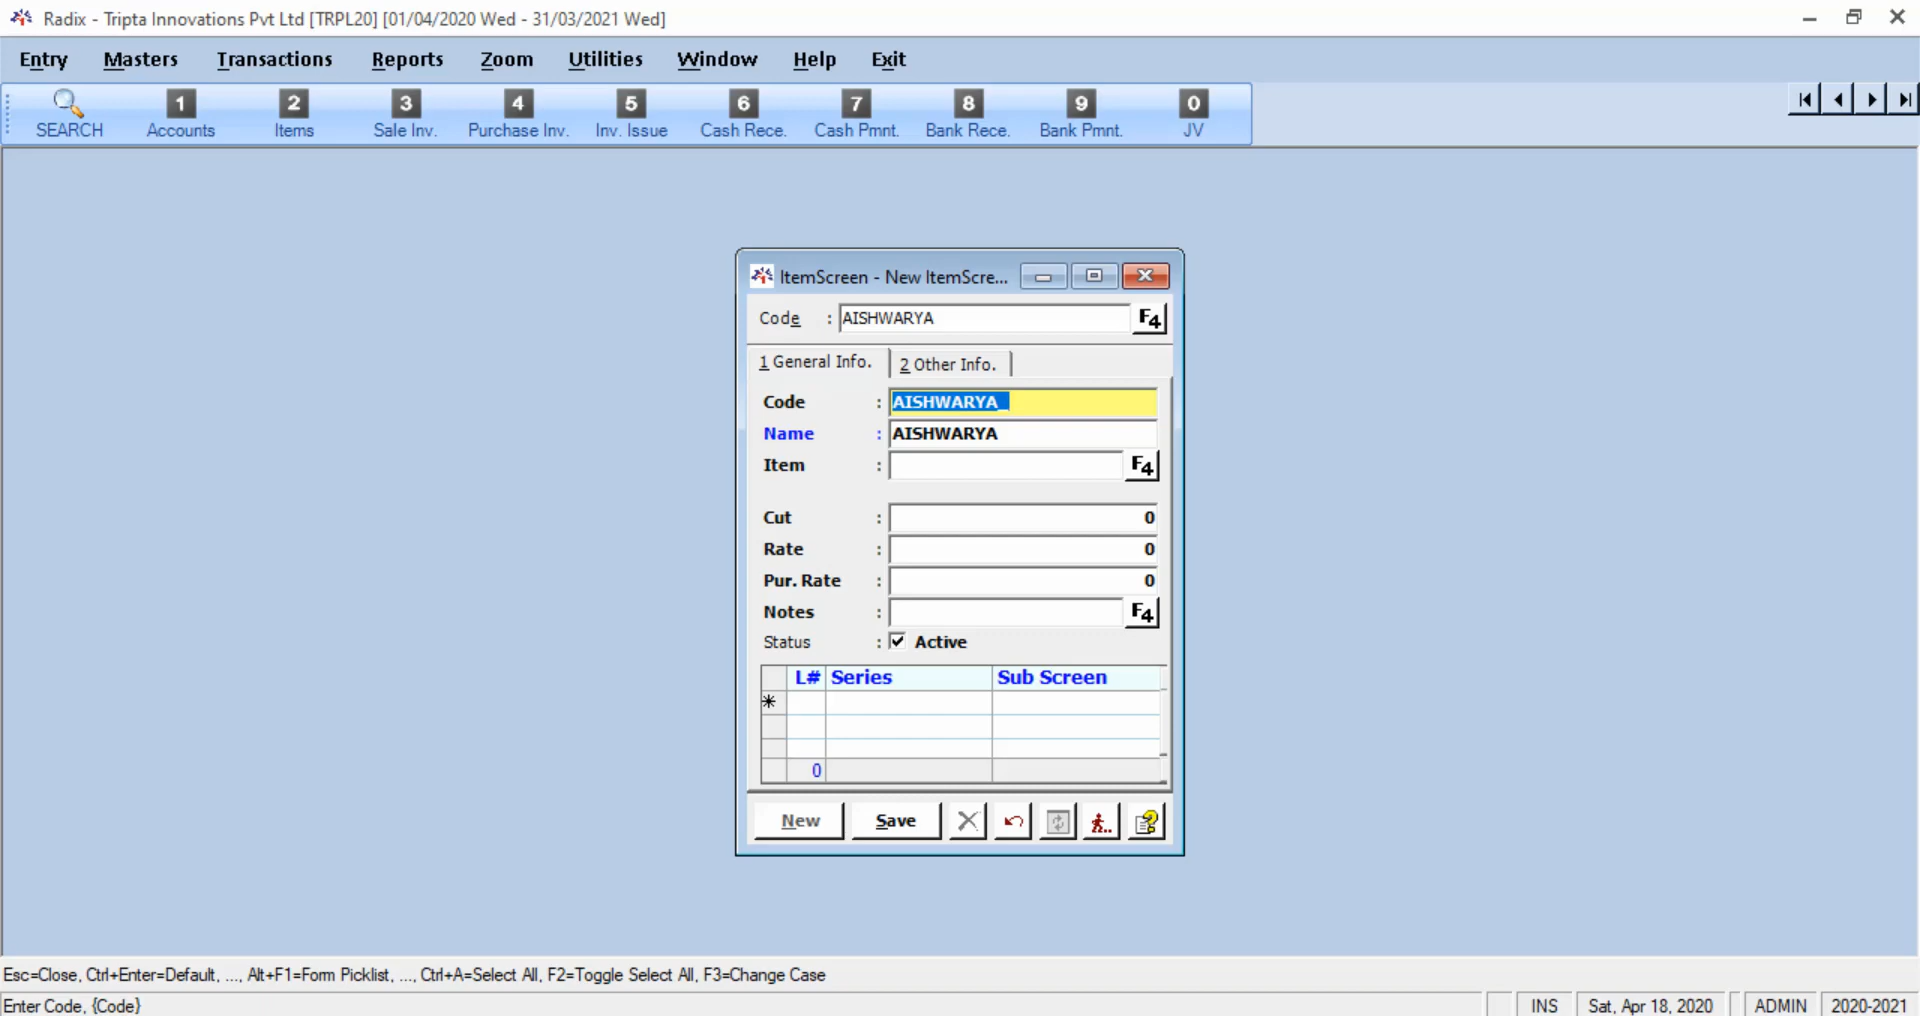 Radix - Tripta Innovations Pvt Ltd [TRPL20] [01/04/2020 Wed - 31/03/2021 Wed]
Entry Masters Transactions Reports Zoom Utilities Window Help Exit
1 2 3 4 5 6 7 8 9 0
SEARCH Accounts Items Sale Inv. Purchase Inv. Inv. Issue Cash Rece. Cash Pmnt. Bank Rece. Bank Pmnt. JV
ItemScreen - New ItemScre...
Code : AISHWARYA F4
1 General Info. 2 Other Info.
Code : AISHWARYA
Name : AISHWARYA
Item : F4
Cut : 0
Rate : 0
Pur. Rate : 0
Notes : F4
Status : Active
L# Series Sub Screen
0
New Save
Esc=Close, Ctrl+Enter=Default, ..., Alt+F1=Form Picklist, ..., Ctrl+A=Select All, F2=Toggle Select All, F3=Change Case
Enter Code, {Code} INS Sat, Apr 18, 2020 ADMIN 2020-2021